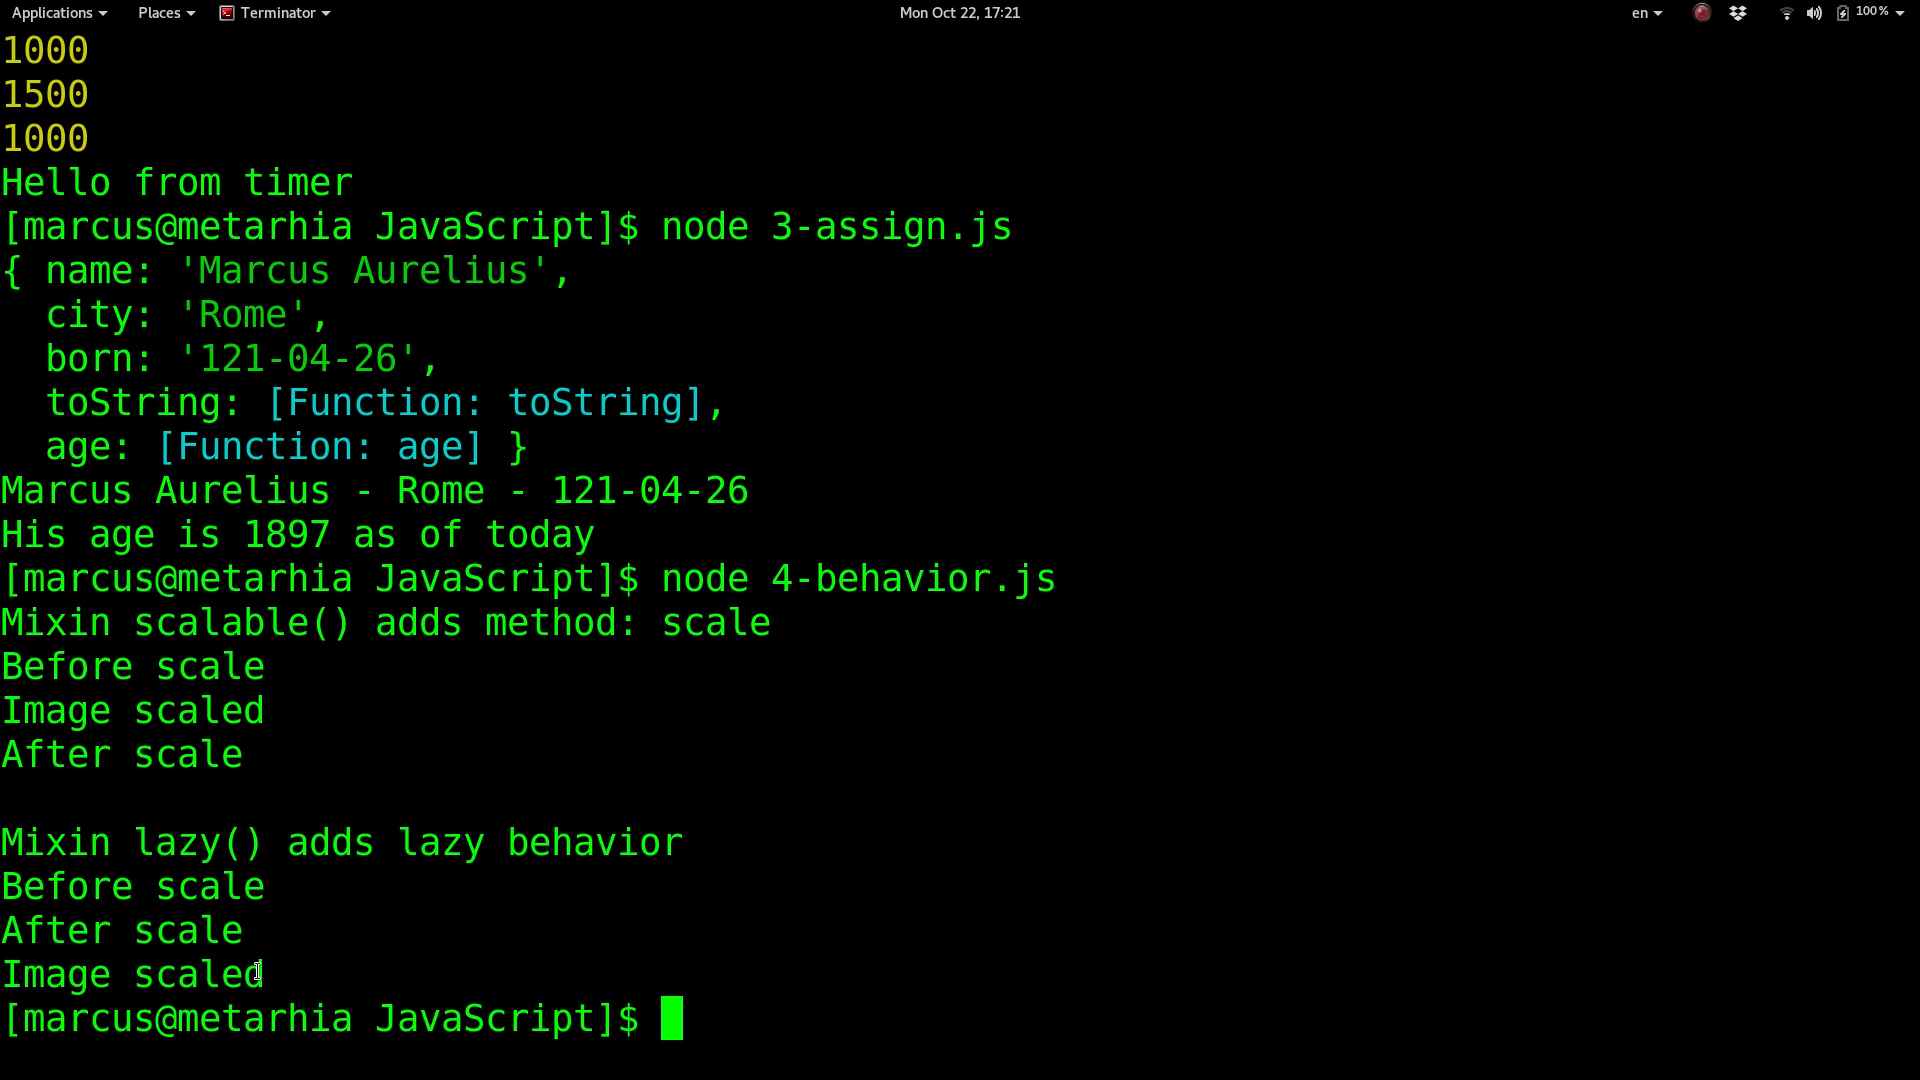 Applications Places Terminator Mon Oct 22, 17:21 en 100%
1000
1500
1000
Hello from timer
[marcus@metarhia JavaScript]$ node 3-assign.js
{ name: 'Marcus Aurelius',
  city: 'Rome',
  born: '121-04-26',
  toString: [Function: toString],
  age: [Function: age] }
Marcus Aurelius - Rome - 121-04-26
His age is 1897 as of today
[marcus@metarhia JavaScript]$ node 4-behavior.js
Mixin scalable() adds method: scale
Before scale
Image scaled
After scale

Mixin lazy() adds lazy behavior
Before scale
After scale
Image scaled
[marcus@metarhia JavaScript]$